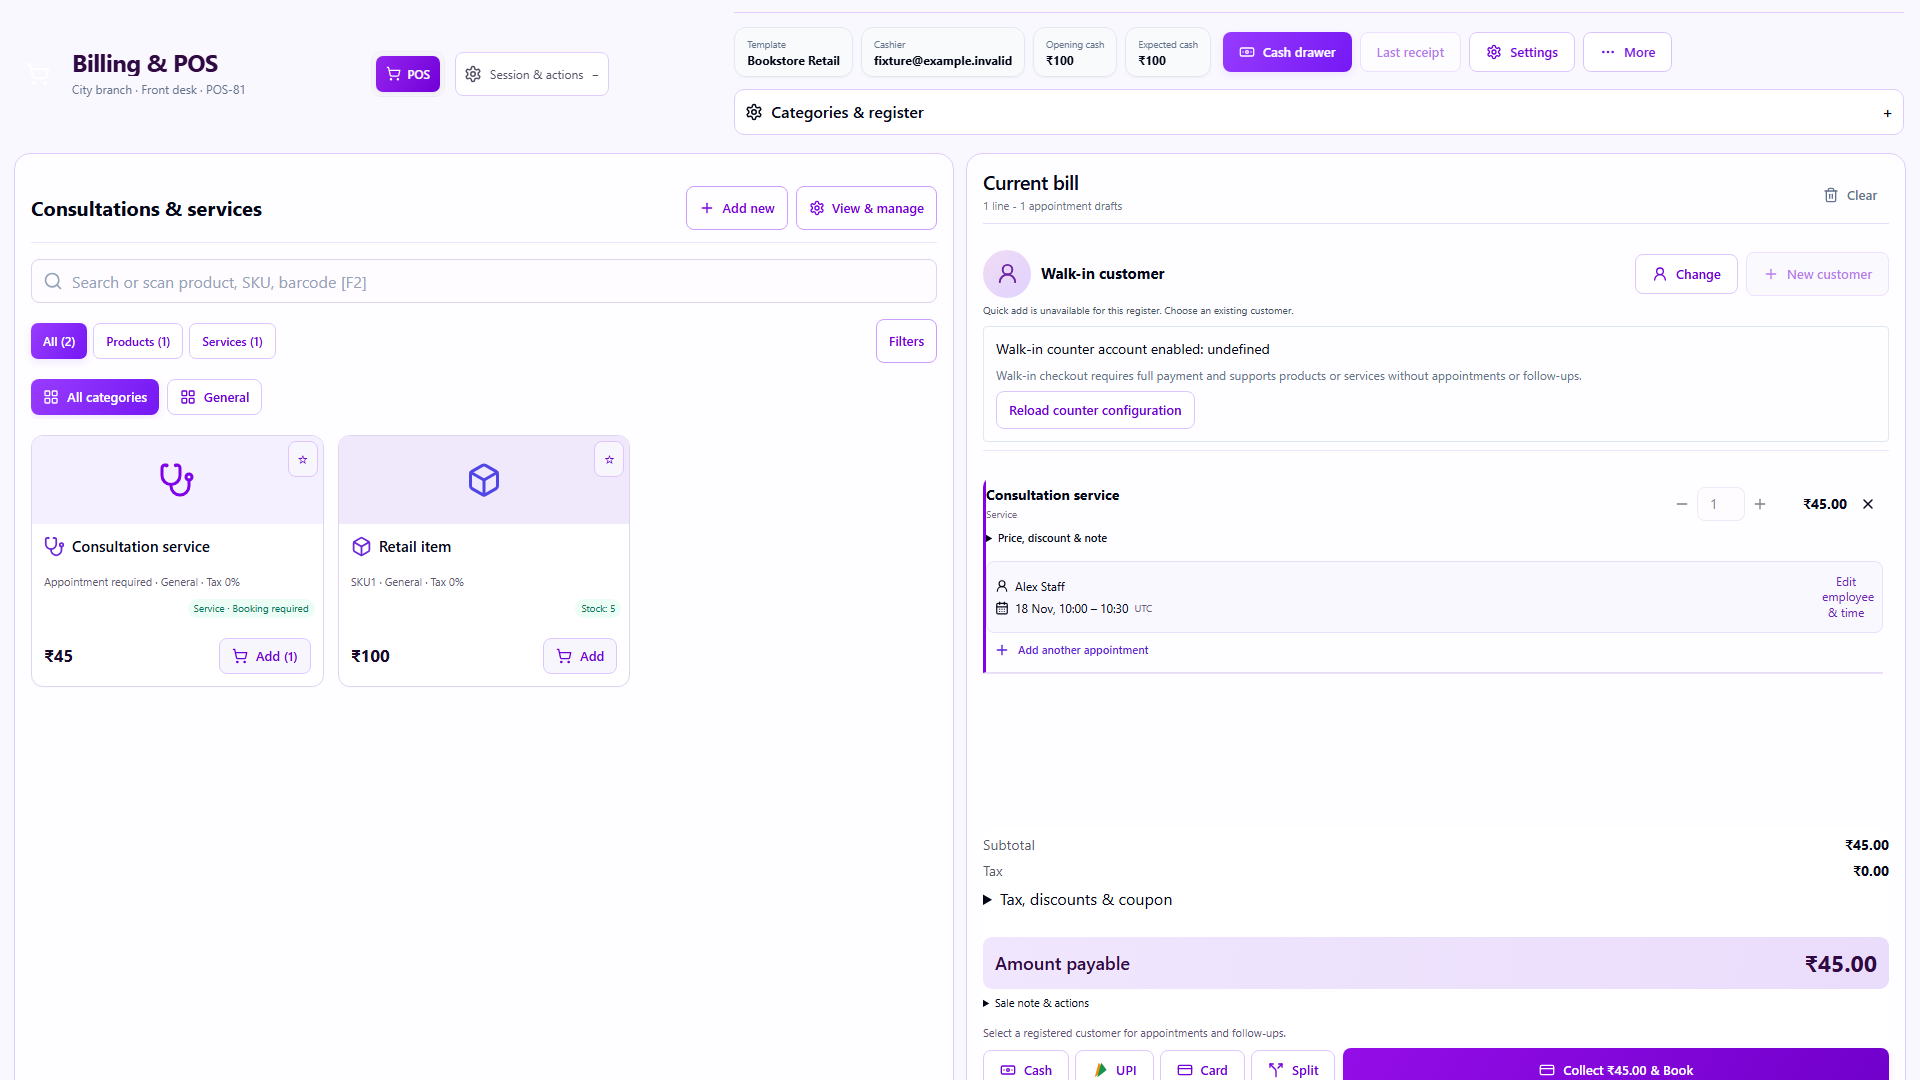 Billing & POS
City branch · Front desk · POS-81
POS
Session & actions –
Template
Bookstore Retail
Cashier
fixture@example.invalid
Opening cash
₹100
Expected cash
₹100
Cash drawer
Last receipt
Settings
More
Categories & register
+
Consultations & services
Add new
View & manage
Search or scan product, SKU, barcode [F2]
All (2)
Products (1)
Services (1)
Filters
All categories
General
Consultation service
Appointment required · General · Tax 0%
Service · Booking required
₹45
Add (1)
Retail item
SKU1 · General · Tax 0%
Stock: 5
₹100
Add
Current bill
1 line - 1 appointment drafts
Clear
Walk-in customer
Change
New customer
Quick add is unavailable for this register. Choose an existing customer.
Walk-in counter account enabled: undefined
Walk-in checkout requires full payment and supports products or services without appointments or follow-ups.
Reload counter configuration
Consultation service
Service
1
₹45.00
Price, discount & note
Alex Staff
18 Nov, 10:00 – 10:30 UTC
Edit
employee
& time
Add another appointment
Subtotal
₹45.00
Tax
₹0.00
Tax, discounts & coupon
Amount payable
₹45.00
Sale note & actions
Select a registered customer for appointments and follow-ups.
Cash
UPI
Card
Split
Collect ₹45.00 & Book